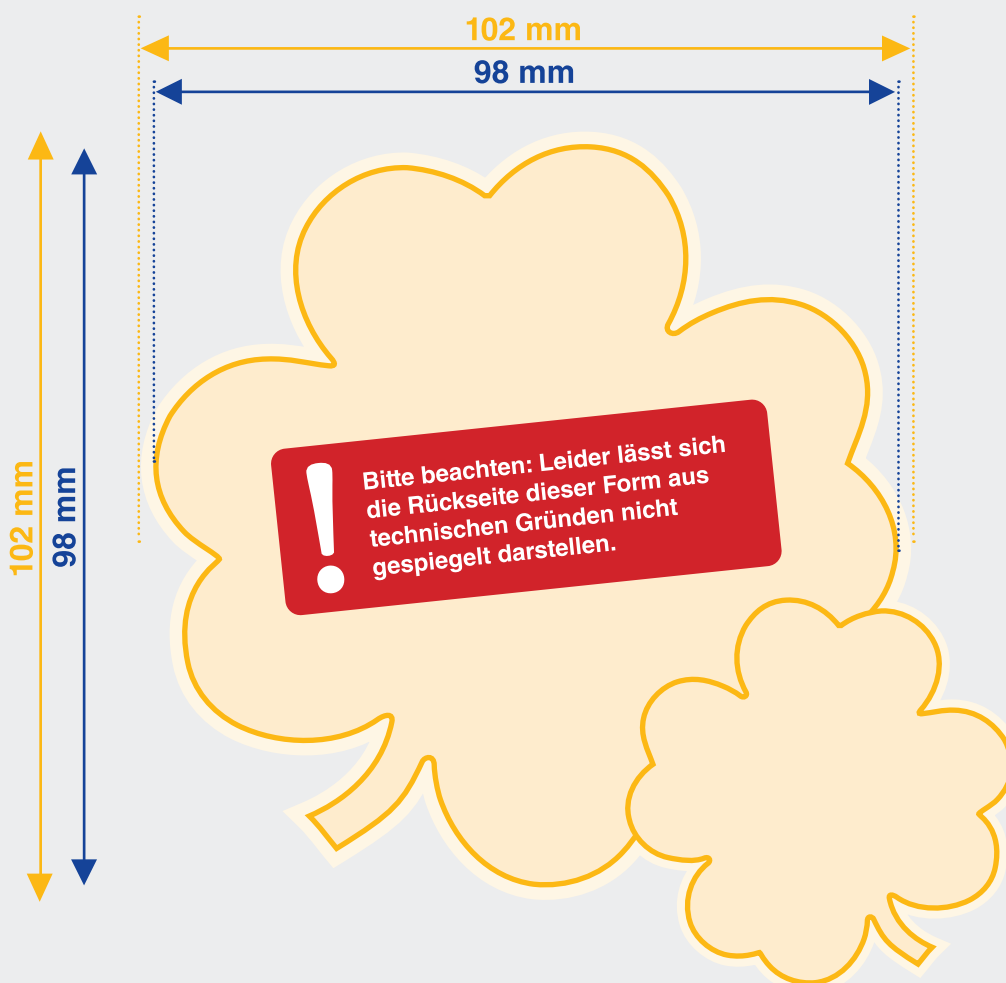 102 mm
98 mm
102 mm
98 mm
!
Bitte beachten: Leider lässt sich
die Rückseite dieser Form aus
technischen Gründen nicht
gespiegelt darstellen.